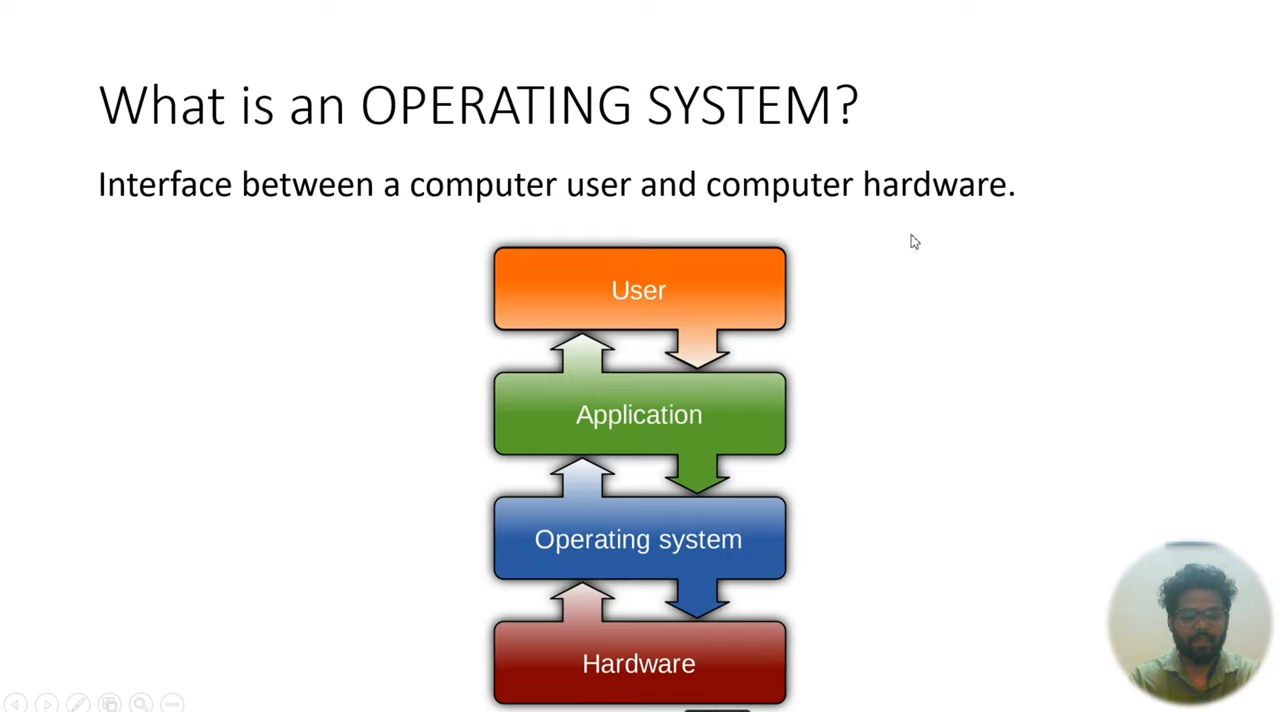 What is an OPERATING SYSTEM?
Interface between a computer user and computer hardware.
User
Application
Operating system
Hardware